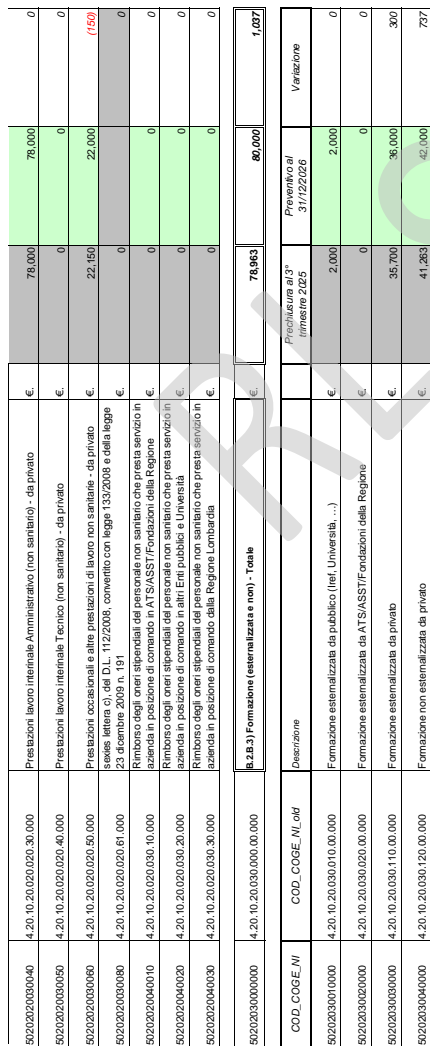 50202020030040 4.20.10.20.020.020.30.000 Prestazioni lavoro interinale Amministrativo (non sanitario) - da privato €. 78,000 78,000 0
50202020030050 4.20.10.20.020.020.40.000 Prestazioni lavoro interinale Tecnico (non sanitario) - da privato €. 0 0 0
50202020030060 4.20.10.20.020.020.50.000 Prestazioni occasionali e altre prestazioni di lavoro non sanitarie - da privato €. 22,150 22,000 (150)
50202020030080 4.20.10.20.020.020.61.000 sexies lettera c), del D.L. 112/2008, convertito con legge 133/2008 e della legge
23 dicembre 2009 n. 191 €. 0 0
50202020040010 4.20.10.20.020.030.10.000 Rimborso degli oneri stipendiali del personale non sanitario che presta servizio in
azienda in posizione di comando in ATS/ASST/Fondazioni della Regione €. 0 0 0
50202020040020 4.20.10.20.020.030.20.000 Rimborso degli oneri stipendiali del personale non sanitario che presta servizio in
azienda in posizione di comando in altri Enti pubblici e Università €. 0 0 0
50202020040030 4.20.10.20.020.030.30.000 Rimborso degli oneri stipendiali del personale non sanitario che presta servizio in
azienda in posizione di comando dalla Regione Lombardia €. 0 0 0
50202030000000 4.20.10.20.030.000.00.000 B.2.B.3) Formazione (esternalizzata e non) - Totale €. 78,963 80,000 1,037
COD_COGE_NI COD_COGE_NI_old Descrizione Prechiusura al 3° trimestre 2025 Preventivo al 31/12/2026 Variazione
50202030010000 4.20.10.20.030.010.00.000 Formazione esternalizzata da pubblico (Iref, Università, …) €. 2,000 2,000 0
50202030020000 4.20.10.20.030.020.00.000 Formazione esternalizzata da ATS/ASST/Fondazioni della Regione €. 0 0 0
50202030030000 4.20.10.20.030.110.00.000 Formazione esternalizzata da privato €. 35,700 36,000 300
50202030040000 4.20.10.20.030.120.00.000 Formazione non esternalizzata da privato €. 41,263 42,000 737